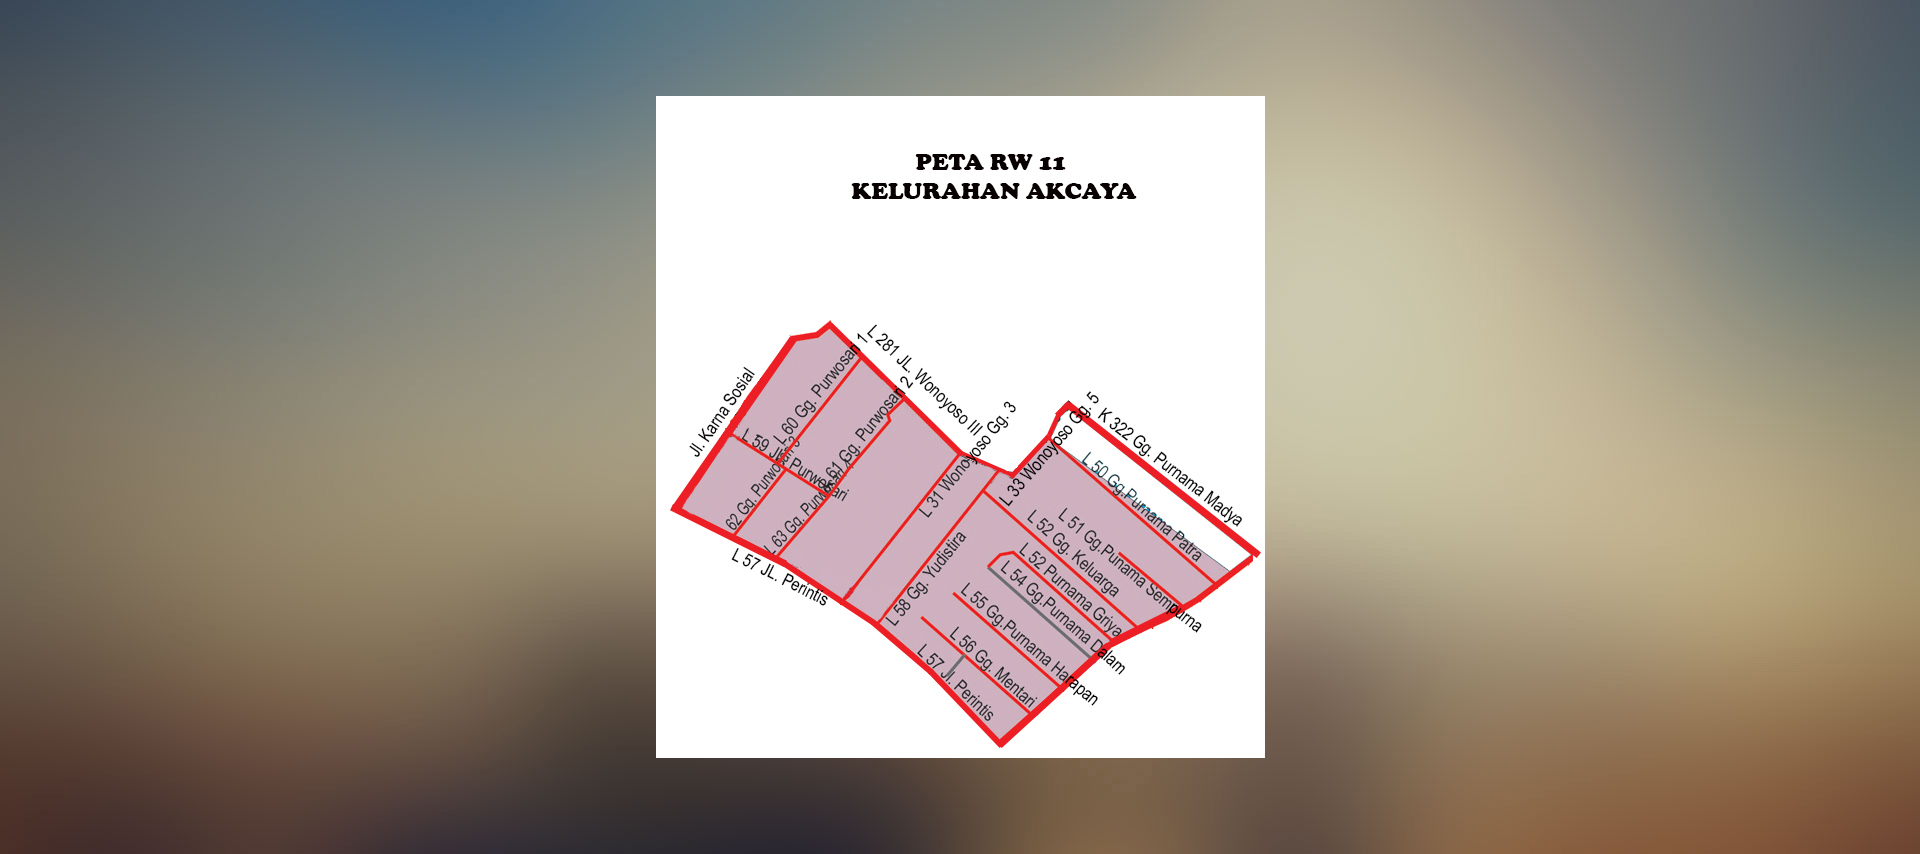 PETA RW 11
KELURAHAN AKCAYA
L 281 JL. Wonoyoso III
Jl. Karna Sosial
L 60 Gg. Purwosari 1
L 61 Gg. Purwosari 2
L 59 Jl. Purwosari
62 Gg. Purwosari 3
L 63 Gg. Purwosari
L 57 JL. Perintis
L 31 Wonoyoso Gg. 3
L 33 Wonoyoso Gg. 5
K 322 Gg. Purnama Madya
L 50 Gg.Purnama Patra
L 51 Gg.Punama Sempurna
L 52 Gg. Keluarga
L 52 Purnama Griya
L 54 Gg.Purnama Dalam
L 55 Gg.Purnama Harapan
L 56 Gg. Mentari
L 57 Jl. Perintis
L 58 Gg. Yudistira